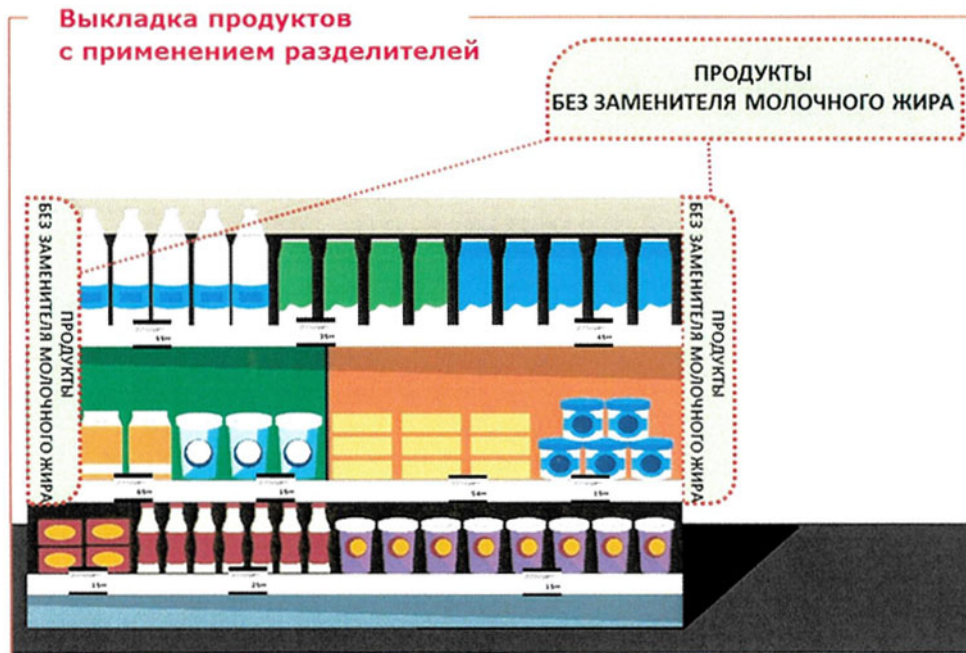 Выкладка продуктов
с применением разделителей
ПРОДУКТЫ
БЕЗ ЗАМЕНИТЕЛЯ МОЛОЧНОГО ЖИРА
ПРОДУКТЫ
БЕЗ ЗАМЕНИТЕЛЯ МОЛОЧНОГО ЖИРА
ПРОДУКТЫ
БЕЗ ЗАМЕНИТЕЛЯ МОЛОЧНОГО ЖИРА